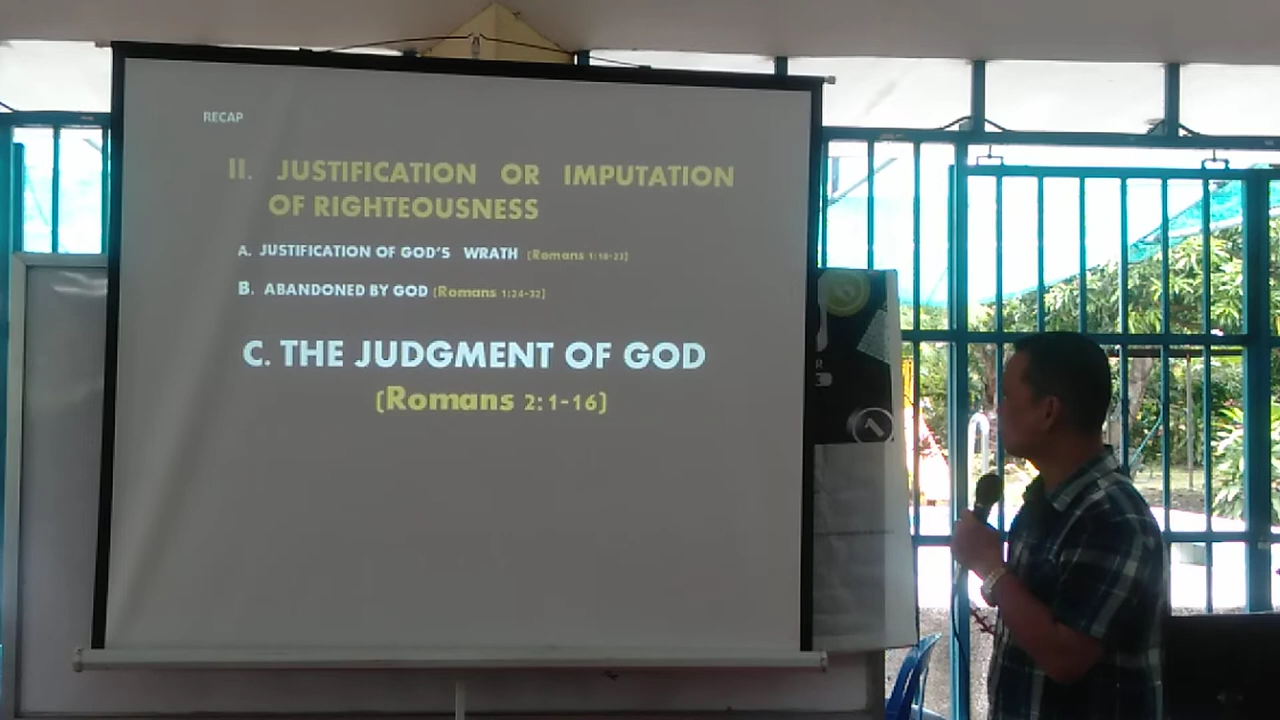 RECAP
II. JUSTIFICATION OR IMPUTATION
OF RIGHTEOUSNESS
A. JUSTIFICATION OF GOD'S WRATH (Romans 1:18-23)
B. ABANDONED BY GOD (Romans 1:24-32)
C. THE JUDGMENT OF GOD
(Romans 2:1-16)